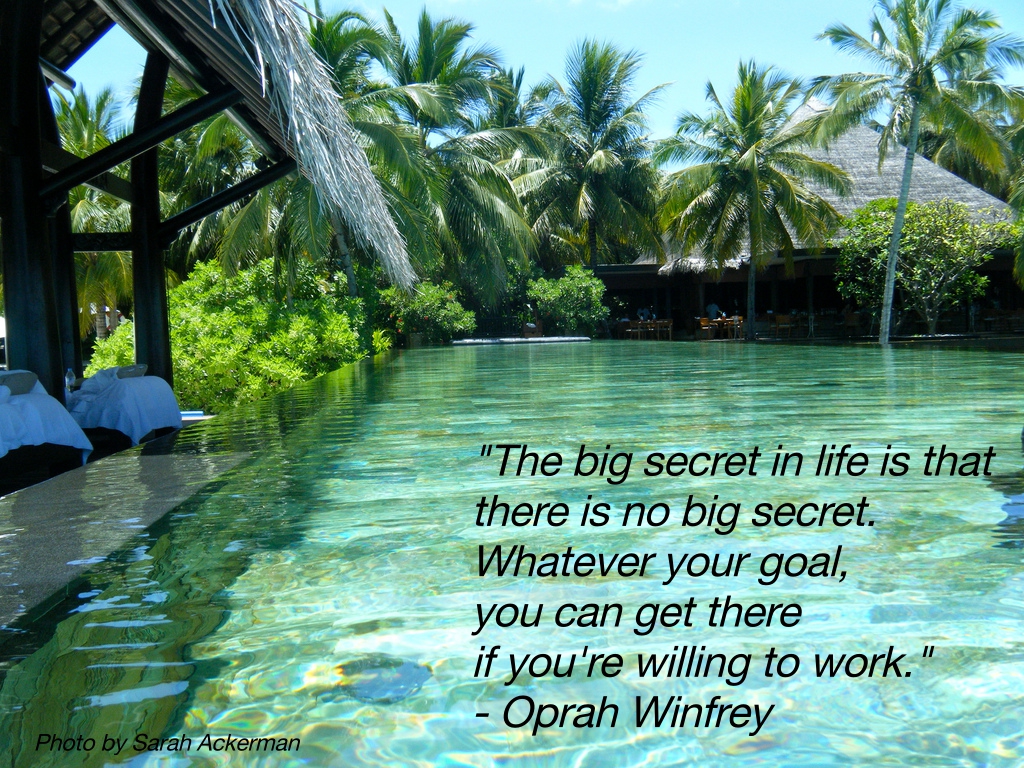 "The big secret in life is that
there is no big secret.
Whatever your goal,
you can get there
if you're willing to work."
- Oprah Winfrey
Photo by Sarah Ackerman